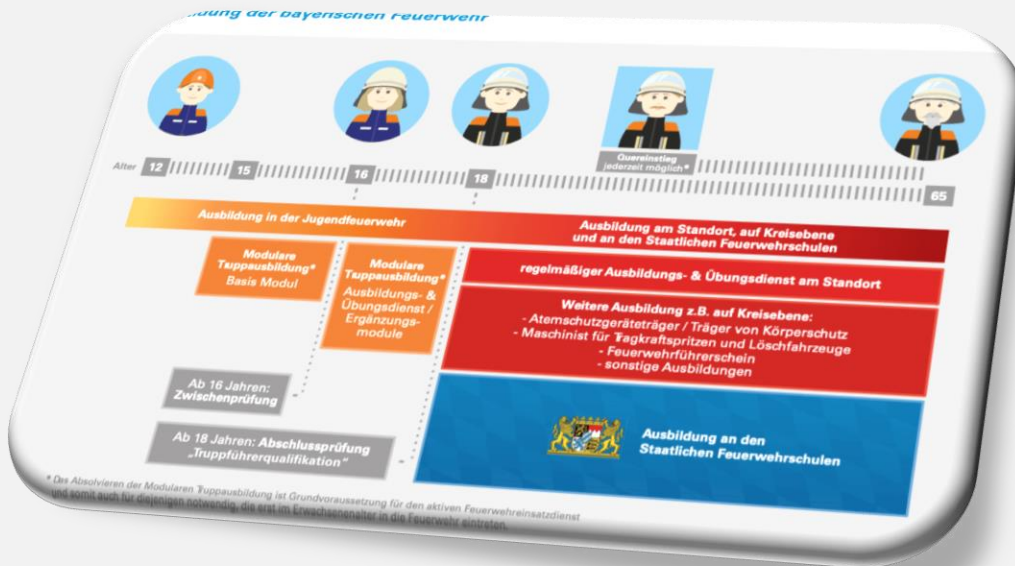 der bayerischen Feuerwehr
Quereinstieg
jederzeit möglich*
Alter 12 15 16 18 65
Ausbildung in der Jugendfeuerwehr
Ausbildung am Standort, auf Kreisebene
und an den Staatlichen Feuerwehrschulen
Modulare
Truppausbildung*
Basis Modul
Modulare
Truppausbildung*
Ausbildungs- &
Übungsdienst /
Ergänzungs-
module
regelmäßiger Ausbildungs- & Übungsdienst am Standort
Weitere Ausbildung z.B. auf Kreisebene:
- Atemschutzgeräteträger / Träger von Körperschutz
- Maschinist für Tragkraftspritzen und Löschfahrzeuge
- Feuerwehrführerschein
- sonstige Ausbildungen
Ab 16 Jahren:
Zwischenprüfung
Ab 18 Jahren: Abschlussprüfung
„Truppführerqualifikation“
Ausbildung an den
Staatlichen Feuerwehrschulen
* Das Absolvieren der Modularen Truppausbildung ist Grundvoraussetzung für den aktiven Feuerwehreinsatzdienst
und somit auch für diejenigen notwendig, die erst im Erwachsenenalter in die Feuerwehr eintreten.